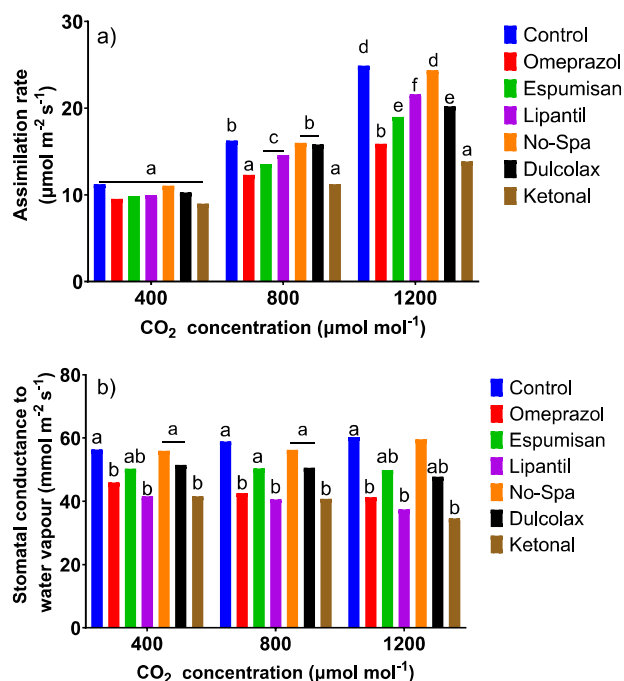 a)
Assimilation rate
(µmol m⁻² s⁻¹)
30
20
10
0
a
b
a
c
b
a
d
b
e
f
d
e
a
400
800
1200
CO₂ concentration (µmol mol⁻¹)
Control
Omeprazol
Espumisan
Lipantil
No-Spa
Dulcolax
Ketonal
b)
Stomatal conductance to
water vapour (mmol m⁻² s⁻¹)
80
60
40
20
0
a
b
ab
b
a
b
a
b
a
b
a
b
a
b
ab
b
a
ab
b
400
800
1200
CO₂ concentration (µmol mol⁻¹)
Control
Omeprazol
Espumisan
Lipantil
No-Spa
Dulcolax
Ketonal